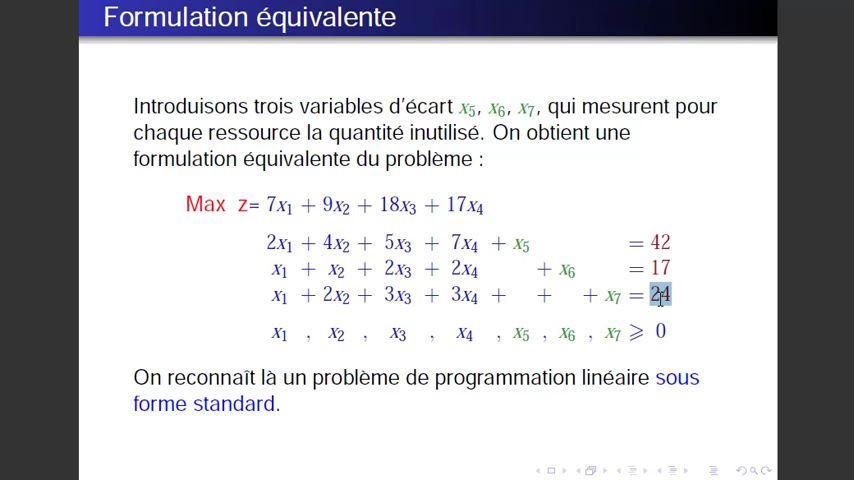 Formulation équivalente
Introduisons trois variables d'écart x₅, x₆, x₇, qui mesurent pour
chaque ressource la quantité inutilisé. On obtient une
formulation équivalente du problème :
Max z= 7x₁ + 9x₂ + 18x₃ + 17x₄
2x₁ + 4x₂ + 5x₃ + 7x₄ + x₅ = 42
x₁ + x₂ + 2x₃ + 2x₄ + x₆ = 17
x₁ + 2x₂ + 3x₃ + 3x₄ + + + x₇ = 24
x₁ , x₂ , x₃ , x₄ , x₅ , x₆ , x₇ ⩾ 0
On reconnaît là un problème de programmation linéaire sous
forme standard.